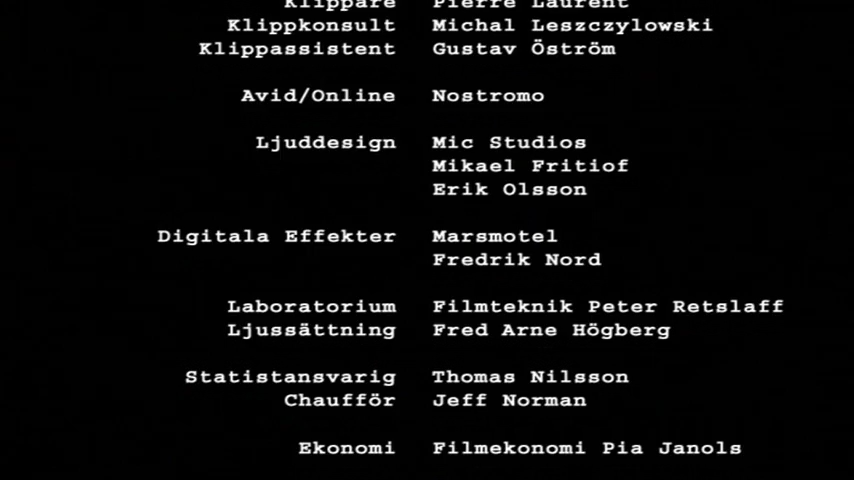 Klippare Pierre Laurent
Klippkonsult Michal Leszczylowski
Klippassistent Gustav Öström
Avid/Online Nostromo
Ljuddesign Mic Studios
Mikael Fritiof
Erik Olsson
Digitala Effekter Marsmotel
Fredrik Nord
Laboratorium Filmteknik Peter Retslaff
Ljussättning Fred Arne Högberg
Statistansvarig Thomas Nilsson
Chaufför Jeff Norman
Ekonomi Filmekonomi Pia Janols